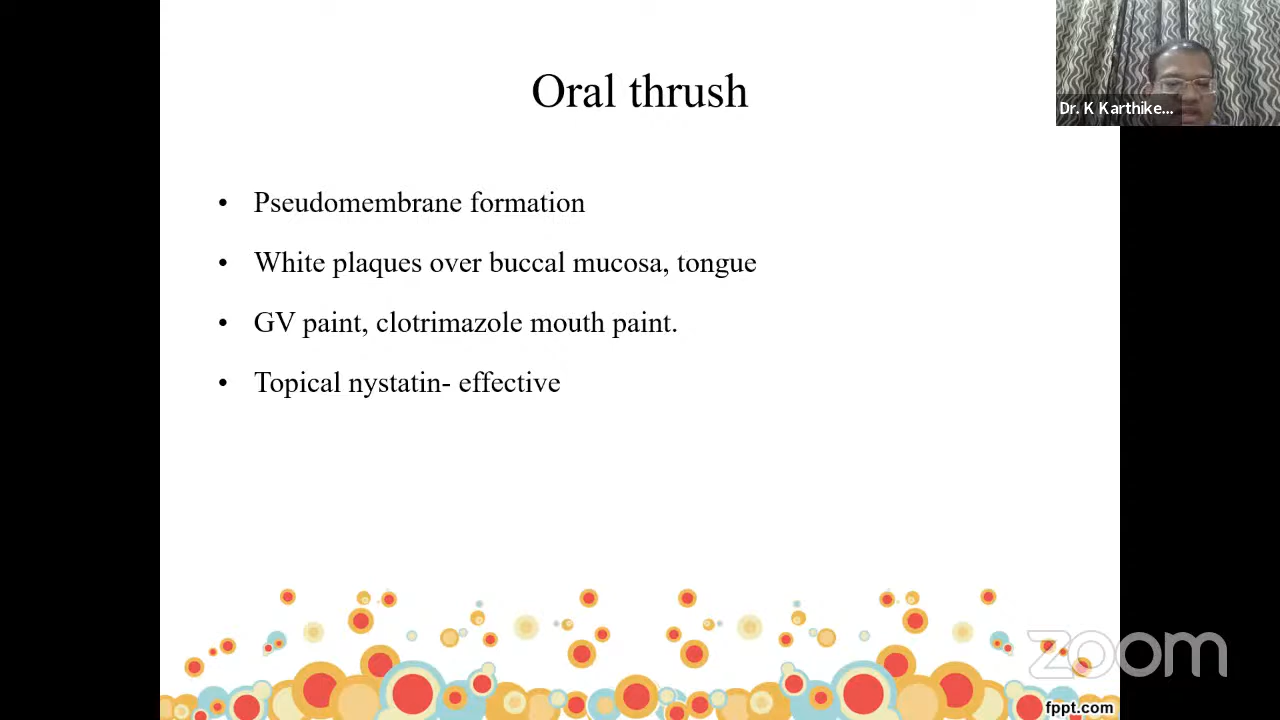 Oral thrush
Dr. K Karthike...
• Pseudomembrane formation
• White plaques over buccal mucosa, tongue
• GV paint, clotrimazole mouth paint.
• Topical nystatin- effective
zoom
fppt.com